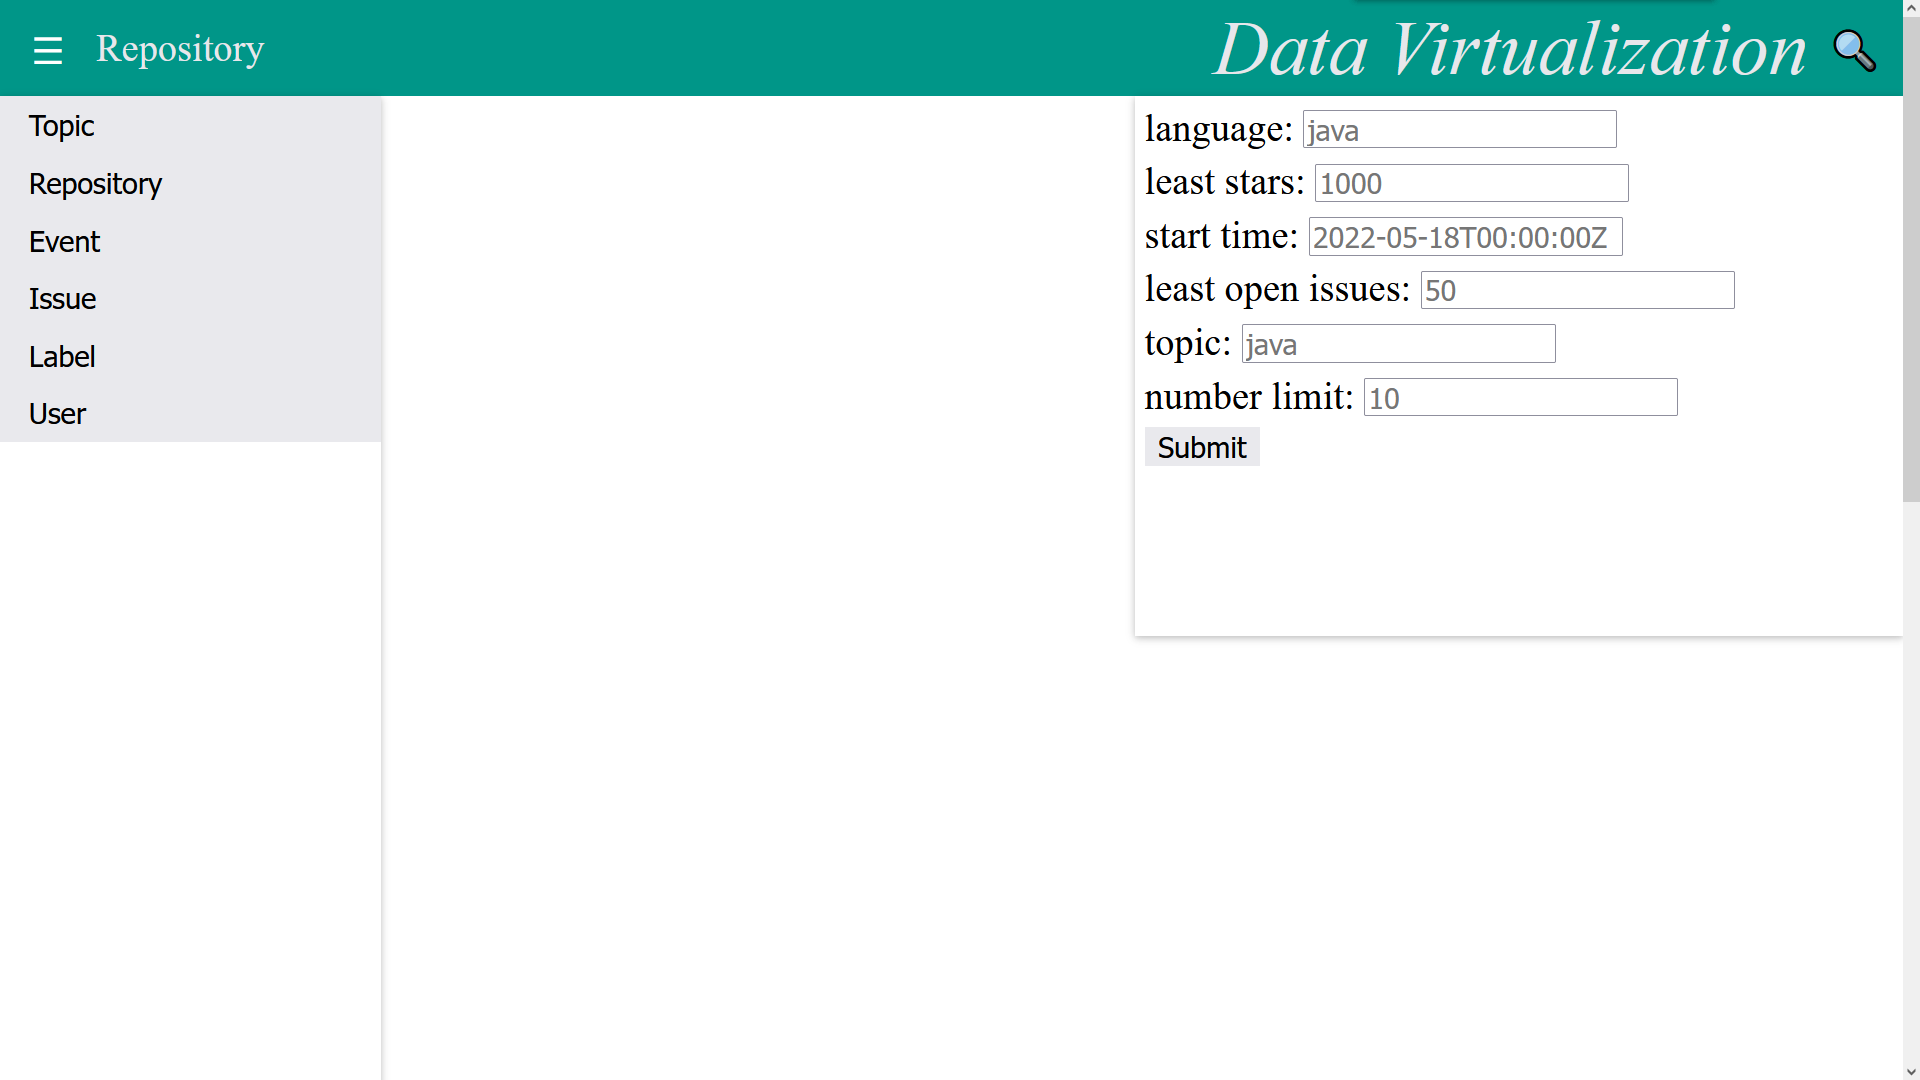 ☰ Repository
Data Virtualization 🔍
Topic
Repository
Event
Issue
Label
User
language: java
least stars: 1000
start time: 2022-05-18T00:00:00Z
least open issues: 50
topic: java
number limit: 10
Submit